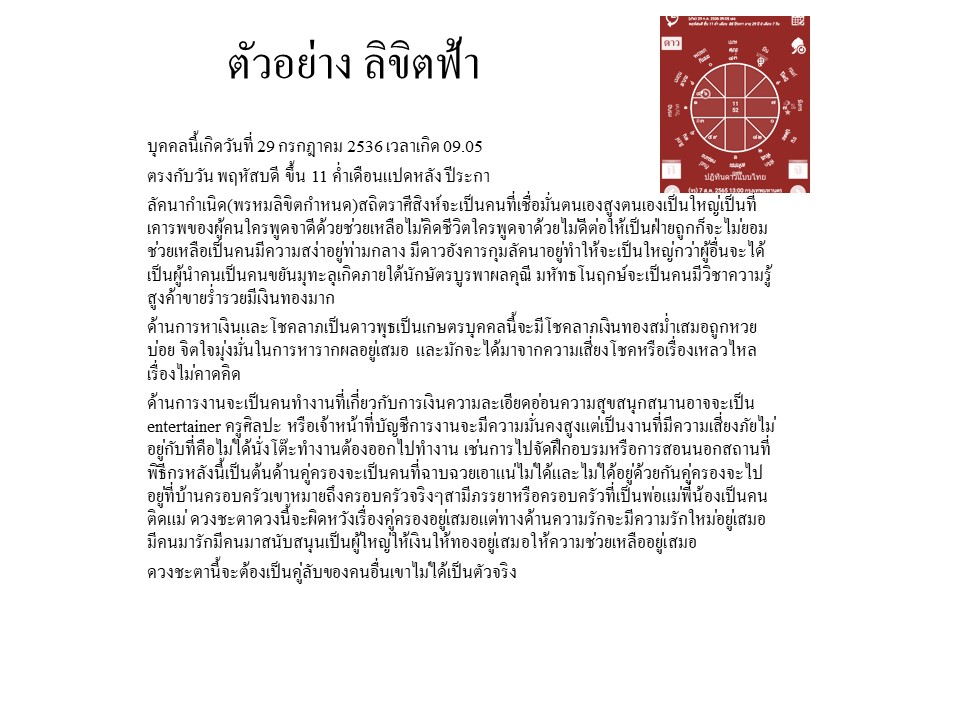 ตัวอย่าง ลิขิตฟ้า
ดาว
11
52
ปฏิทินดาวแบบไทย
(จร) 7 ส.ค. 2565 13:00 กรุงเทพมหานคร
บุคคลนี้เกิดวันที่ 29 กรกฎาคม 2536 เวลาเกิด 09.05
ตรงกับวัน พฤหัสบดี ขึ้น 11 ค่ำเดือนแปดหลัง ปีระกา
ลัคนากำเนิด(พรหมลิขิตกำหนด)สถิตราศีสิงห์จะเป็นคนที่เชื่อมั่นตนเองสูงตนเองเป็นใหญ่เป็นที่
เคารพของผู้คนใครพูดจาดีด้วยช่วยเหลือไม่คิดชีวิตใครพูดจาด้วยไม่ดีต่อให้เป็นฝ่ายถูกก็จะไม่ยอม
ช่วยเหลือเป็นคนมีความสง่าอยู่ท่ามกลาง มีดาวอังคารกุมลัคนาอยู่ทำให้จะเป็นใหญ่กว่าผู้อื่นจะได้
เป็นผู้นำคนเป็นคนขยันมุทะลุเกิดภายใต้นักษัตรบูรพาผลคุณี มหัทธโนฤกษ์จะเป็นคนมีวิชาความรู้
สูงค้าขายร่ำรวยมีเงินทองมาก
ด้านการหาเงินและโชคลาภเป็นดาวพุธเป็นเกษตรบุคคลนี้จะมีโชคลาภเงินทองสม่ำเสมอถูกหวย
บ่อย จิตใจมุ่งมั่นในการหารากผลอยู่เสมอ และมักจะได้มาจากความเสี่ยงโชคหรือเรื่องเหลวไหล
เรื่องไม่คาดคิด
ด้านการงานจะเป็นคนทำงานที่เกี่ยวกับการเงินความละเอียดอ่อนความสุขสนุกสนานอาจจะเป็น
entertainer ครูศิลปะ หรือเจ้าหน้าที่บัญชีการงานจะมีความมั่นคงสูงแต่เป็นงานที่มีความเสี่ยงภัยไม่
อยู่กับที่คือไม่ได้นั่งโต๊ะทำงานต้องออกไปทำงาน เช่นการไปจัดฝึกอบรมหรือการสอนนอกสถานที่
พิธีกรหลังนี้เป็นต้นด้านคู่ครองจะเป็นคนที่ฉาบฉวยเอาแน่ไม่ได้และไม่ได้อยู่ด้วยกันคู่ครองจะไป
อยู่ที่บ้านครอบครัวเขาหมายถึงครอบครัวจริงๆสามีภรรยาหรือครอบครัวที่เป็นพ่อแม่พี่น้องเป็นคน
ติดแม่ ดวงชะตาดวงนี้จะผิดหวังเรื่องคู่ครองอยู่เสมอแต่ทางด้านความรักจะมีความรักใหม่อยู่เสมอ
มีคนมารักมีคนมาสนับสนุนเป็นผู้ใหญ่ให้เงินให้ทองอยู่เสมอให้ความช่วยเหลืออยู่เสมอ
ดวงชะตานี้จะต้องเป็นคู่ลับของคนอื่นเขาไม่ได้เป็นตัวจริง